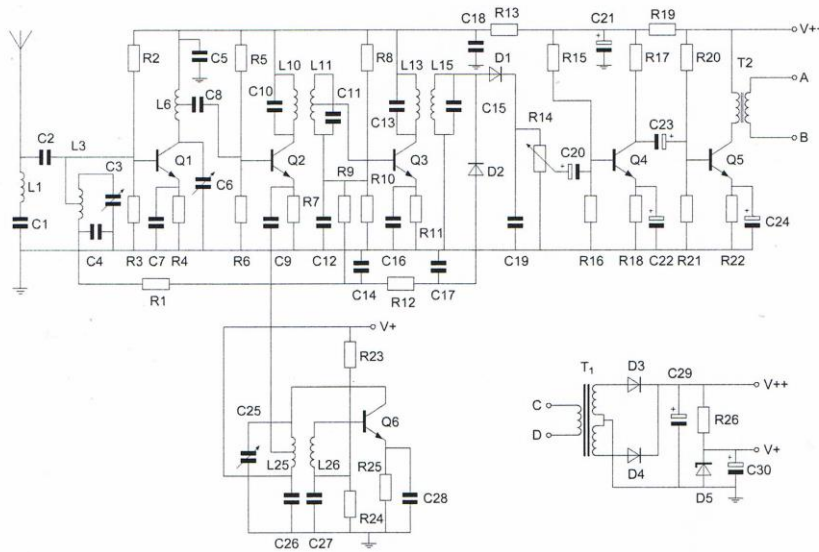 C18 R13 C21 R19 V++
R2 C5 R5 L10 L11 R8 L13 L15 D1 R15 R17 R20 T2
L6 C8 C10 C11 C13 C15 R14 A
C2 L3 C3 Q1 C6 Q2 R9 Q3 D2 C20 Q4 C23 Q5 B
L1 R7 R10
C1 R11 C24
C4 R3 C7 R4 R6 C9 C12 C16 C19 R16 R18 C22 R21 R22
R1 C14 R12 C17
V+
R23
T1 D3 C29 V++
C25 Q6 C R26
D V+
L25 L26 R25 D4 D5 C30
R24 C28
C26 C27